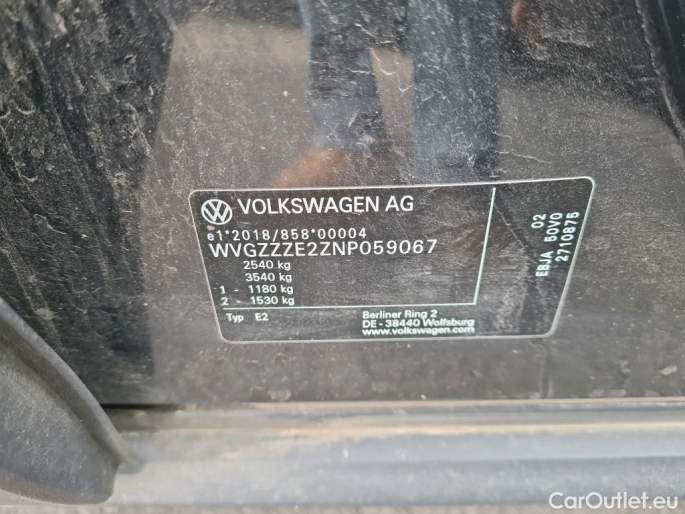 VOLKSWAGEN AG
e1*2018/858*00004
WVGZZZE2ZNP059067
2540 kg
3540 kg
1 - 1180 kg
2 - 1530 kg
Typ E2
Berliner Ring 2
DE - 38440 Wolfsburg
www.volkswagen.com
02
EBJA 50V0
2710875
CarOutlet.eu